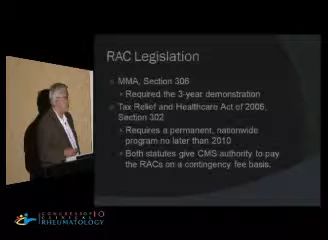 RAC Legislation
MMA, Section 306
Required the 3-year demonstration
Tax Relief and Healthcare Act of 2006,
Section 302
Requires a permanent, nationwide
program no later than 2010
Both statutes give CMS authority to pay
the RACs on a contingency fee basis.
CONGRESS OF
CLINICAL
RHEUMATOLOGY